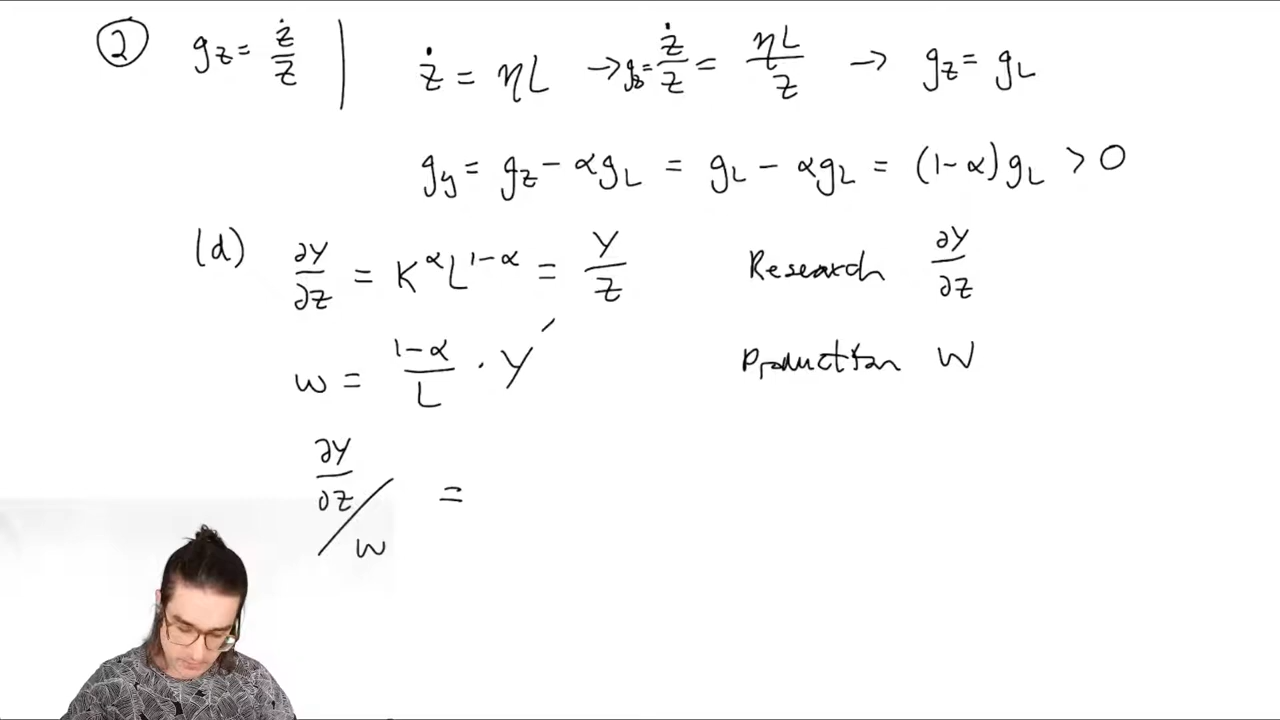 ② g_z = ż/z | ż = ηL → g_z = ż/z = ηL/z → g_z = g_L
g_y = g_z − αg_L = g_L − αg_L = (1−α)g_L > 0
(d) ∂Y/∂z = K^α L^(1−α) = Y/z Research ∂Y/∂z
w = (1−α)/L · Y Production W
∂Y/∂z / w =